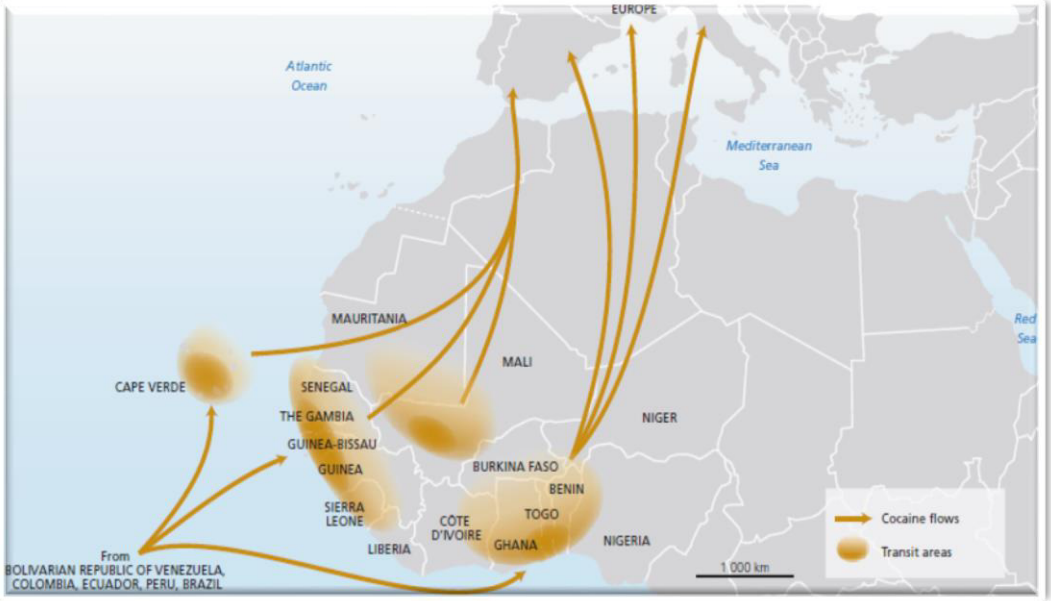 EUROPE
Atlantic
Ocean
Mediterranean
Sea
Red
Sea
MAURITANIA
MALI
CAPE VERDE
SENEGAL
THE GAMBIA
NIGER
GUINEA-BISSAU
GUINEA
BURKINA FASO
BENIN
SIERRA
LEONE
CÔTE
D'IVOIRE
TOGO
GHANA
NIGERIA
LIBERIA
From
BOLIVARIAN REPUBLIC OF VENEZUELA,
COLOMBIA, ECUADOR, PERU, BRAZIL
Cocaine flows
Transit areas
1 000 km